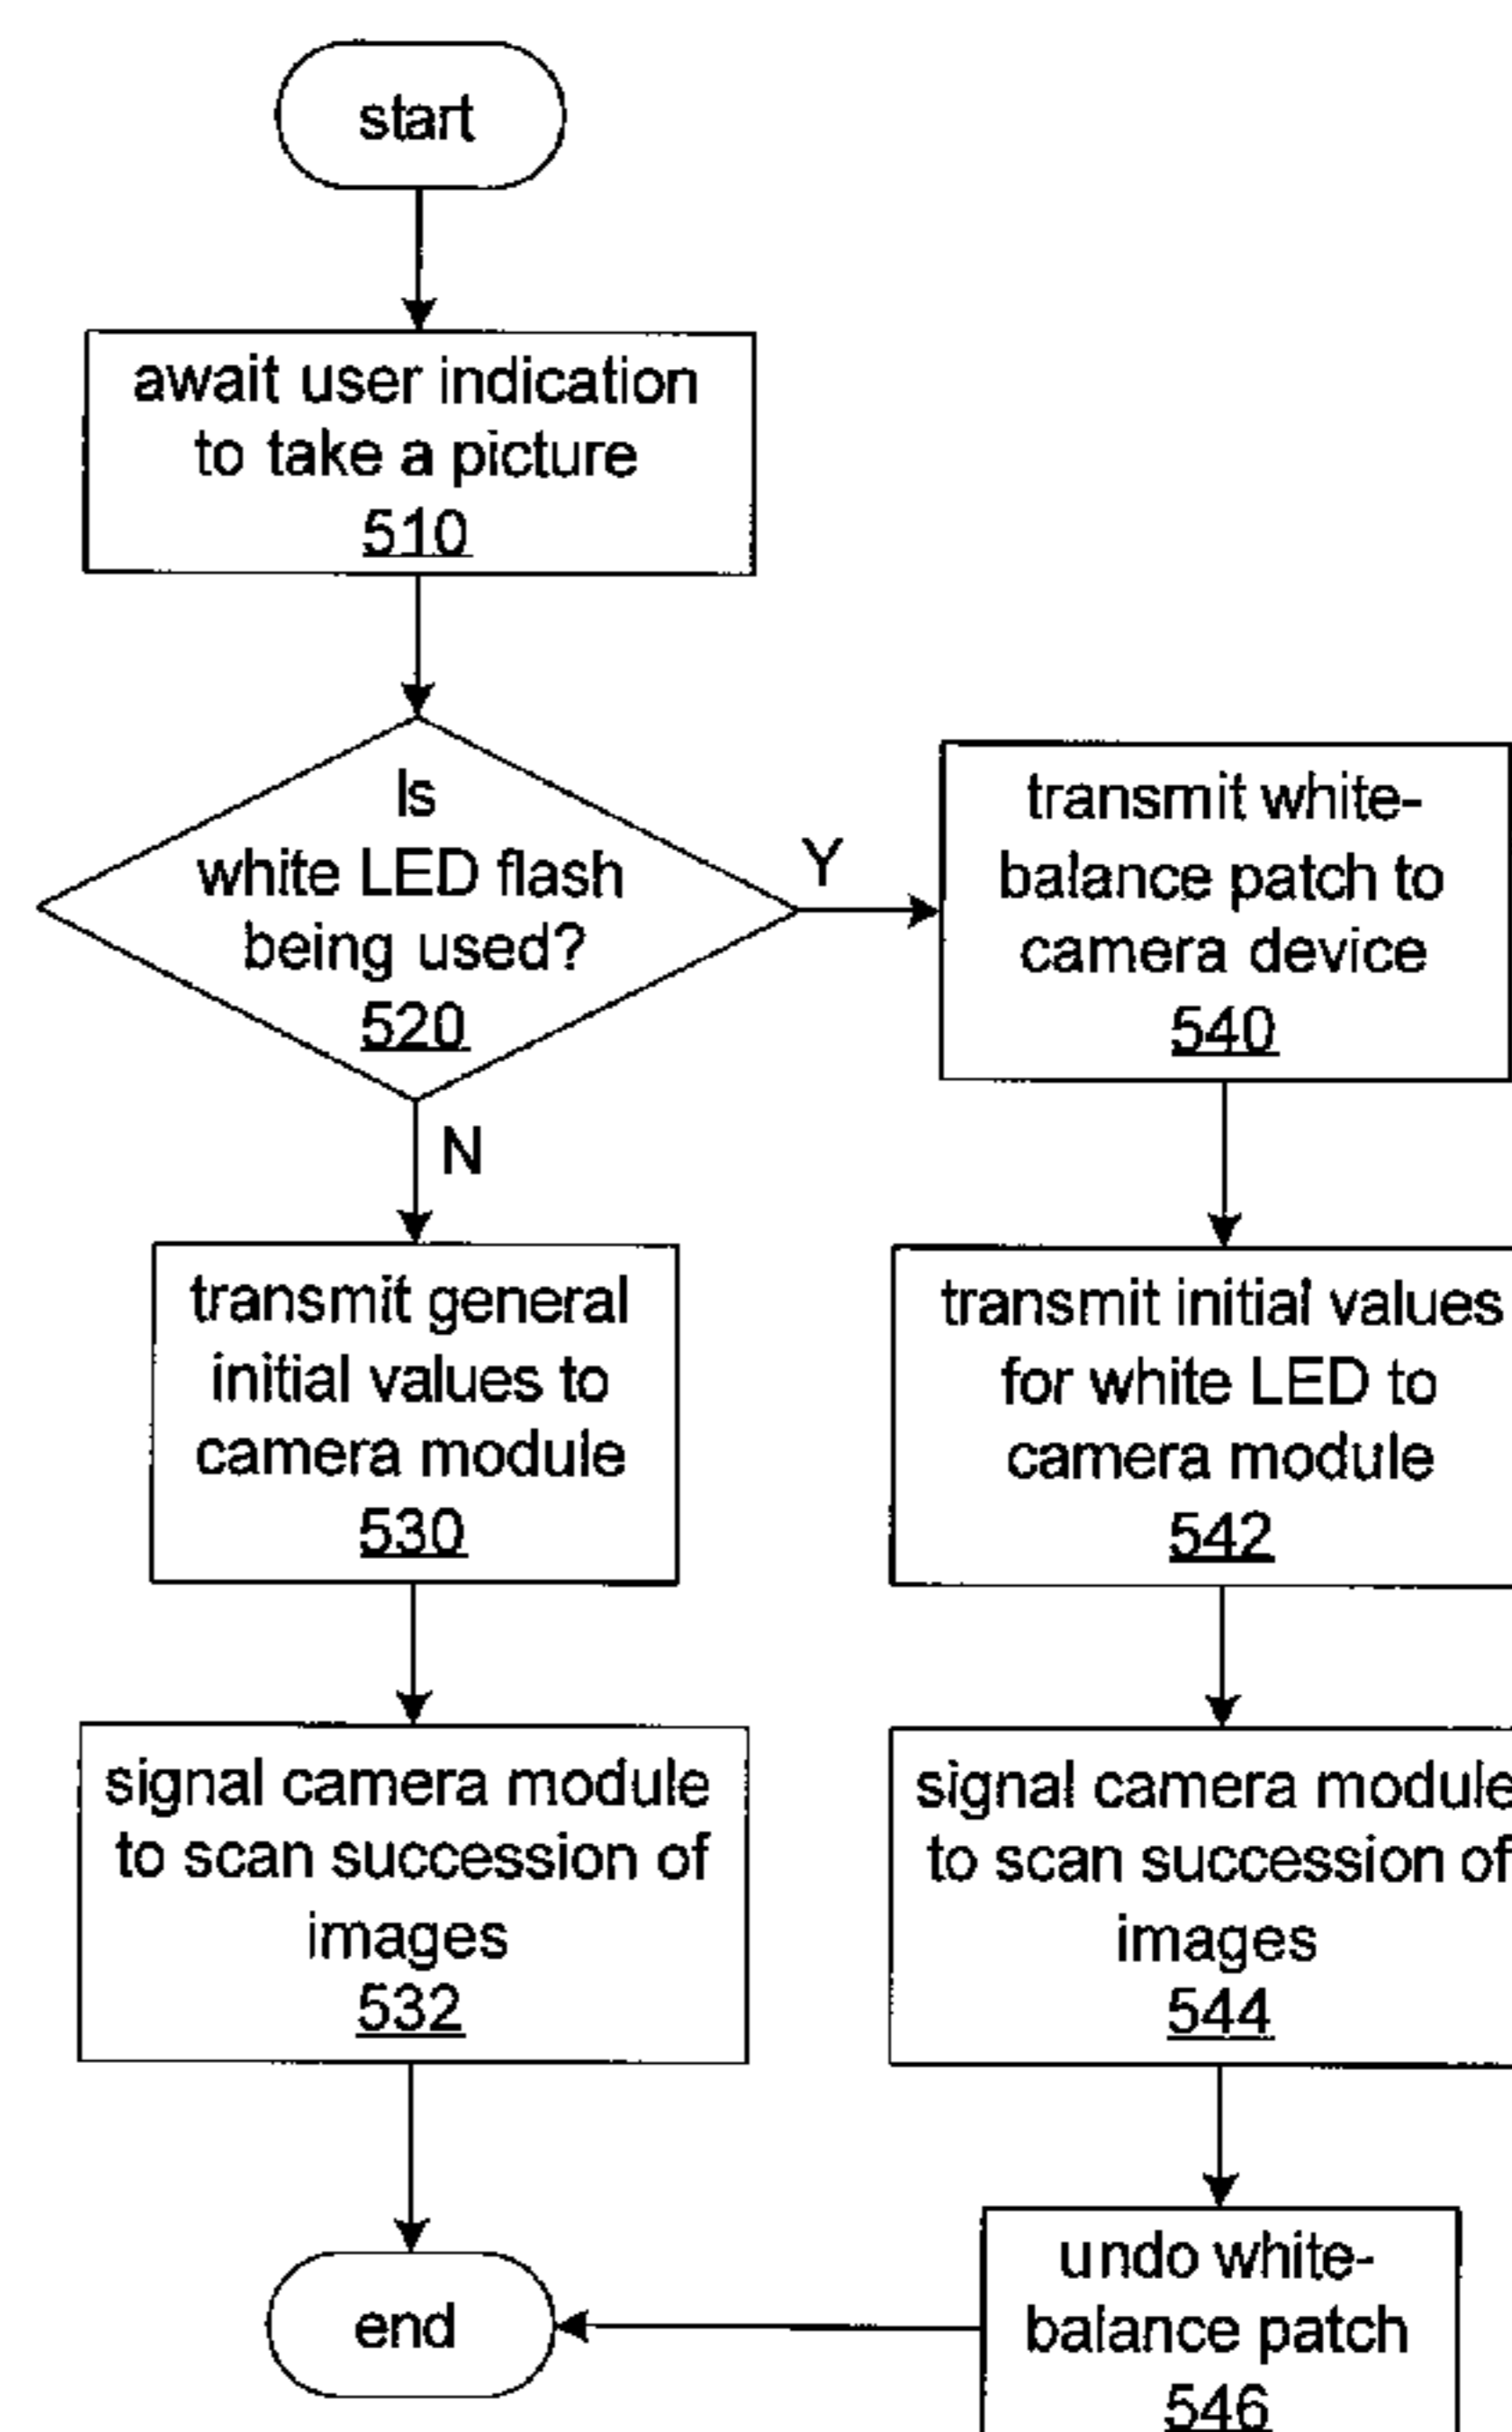 start
await user indication
to take a picture
510
Is
white LED flash
being used?
520
Y
N
transmit white-
balance patch to
camera device
540
transmit general
initial values to
camera module
530
transmit initial values
for white LED to
camera module
542
signal camera module
to scan succession of
images
532
signal camera module
to scan succession of
images
544
undo white-
balance patch
546
end